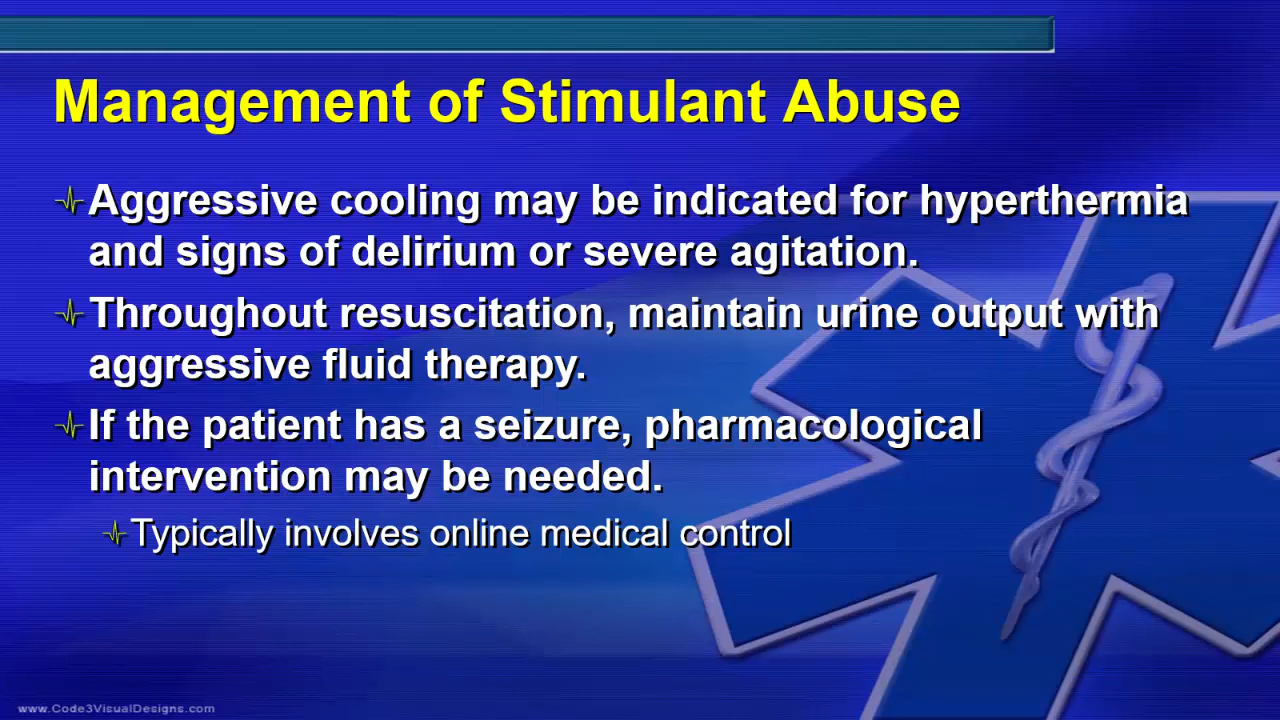 Management of Stimulant Abuse
Aggressive cooling may be indicated for hyperthermia
and signs of delirium or severe agitation.
Throughout resuscitation, maintain urine output with
aggressive fluid therapy.
If the patient has a seizure, pharmacological
intervention may be needed.
Typically involves online medical control
www.Code3VisualDesigns.com